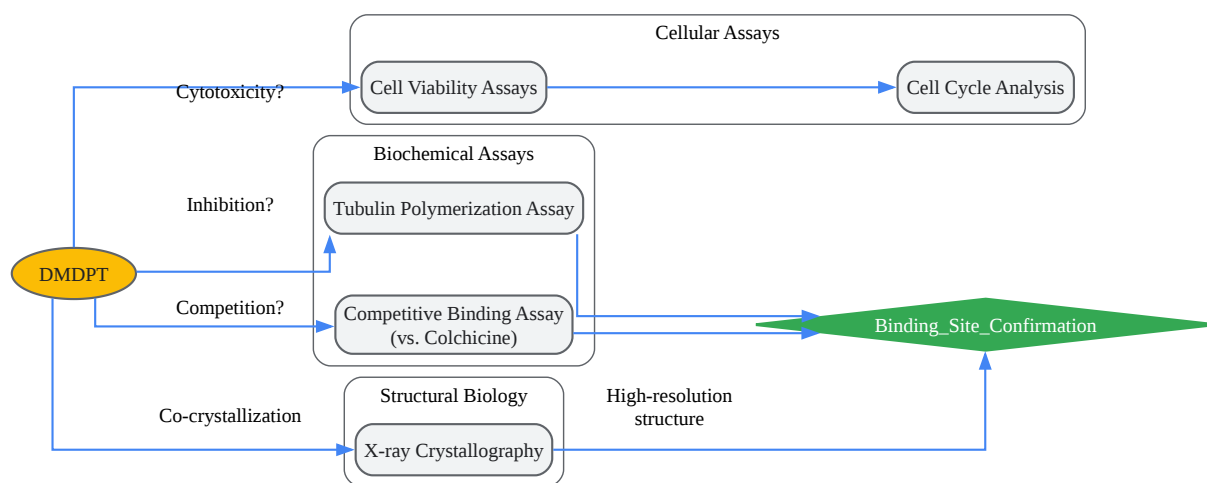 Cellular Assays
Cytotoxicity?
Cell Viability Assays
Cell Cycle Analysis
Biochemical Assays
Inhibition?
Tubulin Polymerization Assay
DMDPT
Competition?
Competitive Binding Assay
(vs. Colchicine)
Binding_Site_Confirmation
Structural Biology
Co-crystallization
High-resolution
structure
X-ray Crystallography